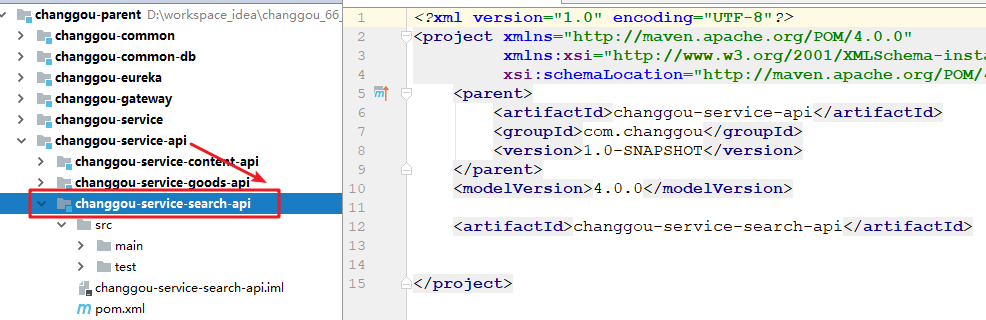 changgou-parent D:\workspace_idea\changgou_66_
changgou-common
changgou-common-db
changgou-eureka
changgou-gateway
changgou-service
changgou-service-api
changgou-service-content-api
changgou-service-goods-api
changgou-service-search-api
src
main
test
changgou-service-search-api.iml
pom.xml
1 <?xml version="1.0" encoding="UTF-8"?>
2 <project xmlns="http://maven.apache.org/POM/4.0.0"
3 xmlns:xsi="http://www.w3.org/2001/XMLSchema-insta
4 xsi:schemaLocation="http://maven.apache.org/POM/4
5 <parent>
6 <artifactId>changgou-service-api</artifactId>
7 <groupId>com.changgou</groupId>
8 <version>1.0-SNAPSHOT</version>
9 </parent>
10 <modelVersion>4.0.0</modelVersion>
11
12 <artifactId>changgou-service-search-api</artifactId>
13
14
15 </project>